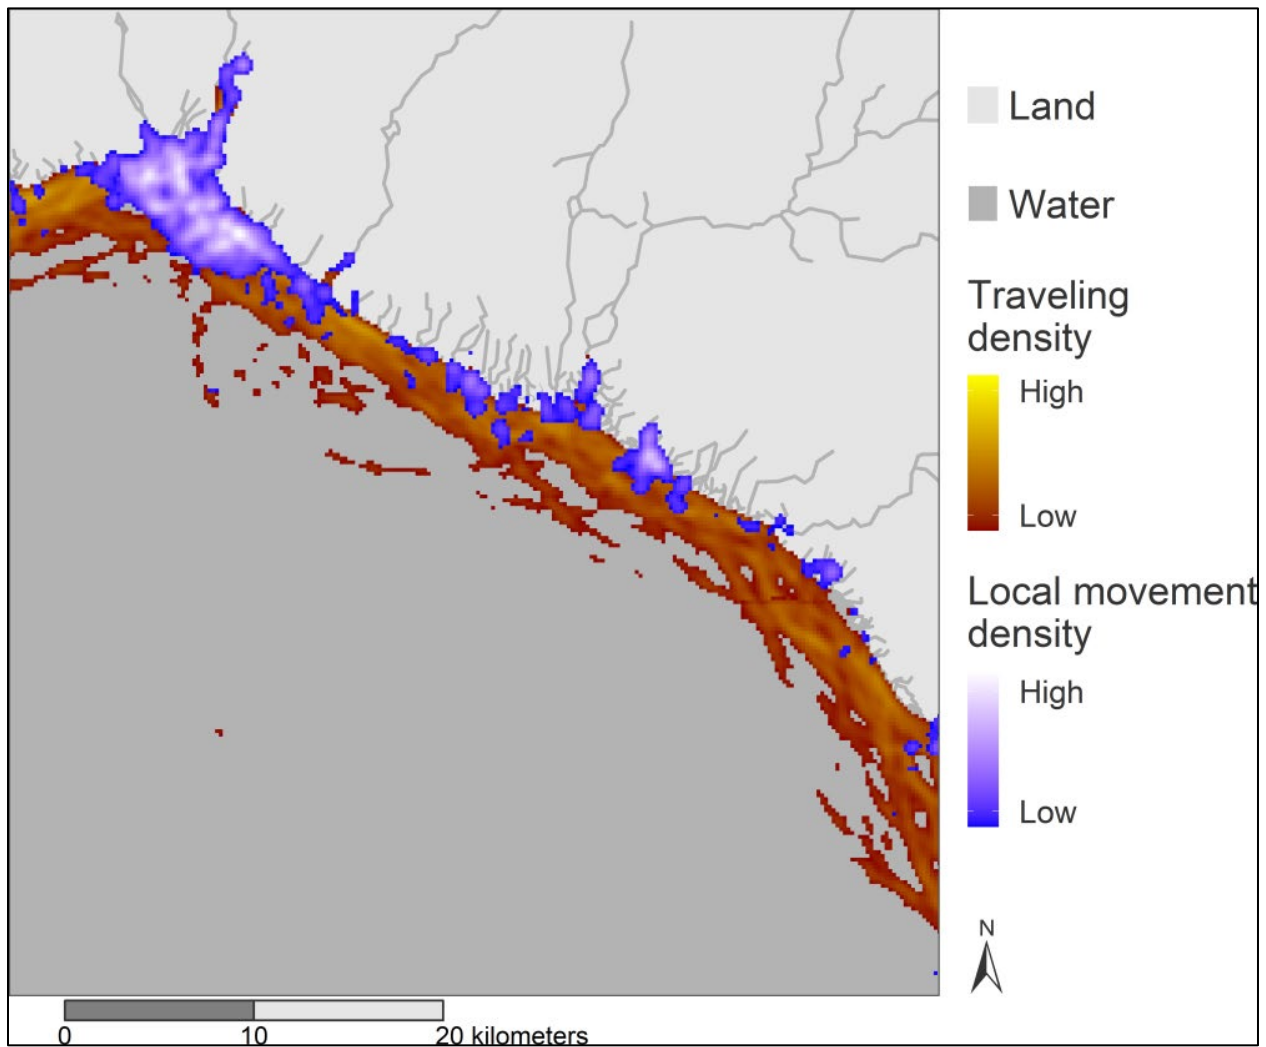 Land
Water
Traveling
density
High
Low
Local movement
density
High
Low
N
0 10 20 kilometers